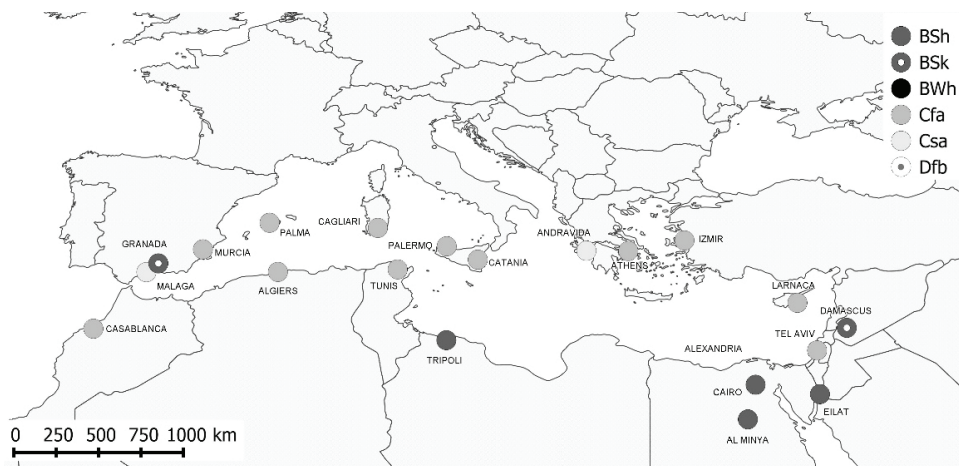 BSh
BSk
BWh
Cfa
Csa
Dfb
CAGLIARI
PALMA
ANDRAVIDA
GRANADA
PALERMO
IZMIR
MURCIA
CATANIA
ATHENS
MALAGA
ALGIERS
TUNIS
LARNACA
DAMASCUS
CASABLANCA
TEL AVIV
ALEXANDRIA
TRIPOLI
CAIRO
EILAT
AL MINYA
0 250 500 750 1000 km